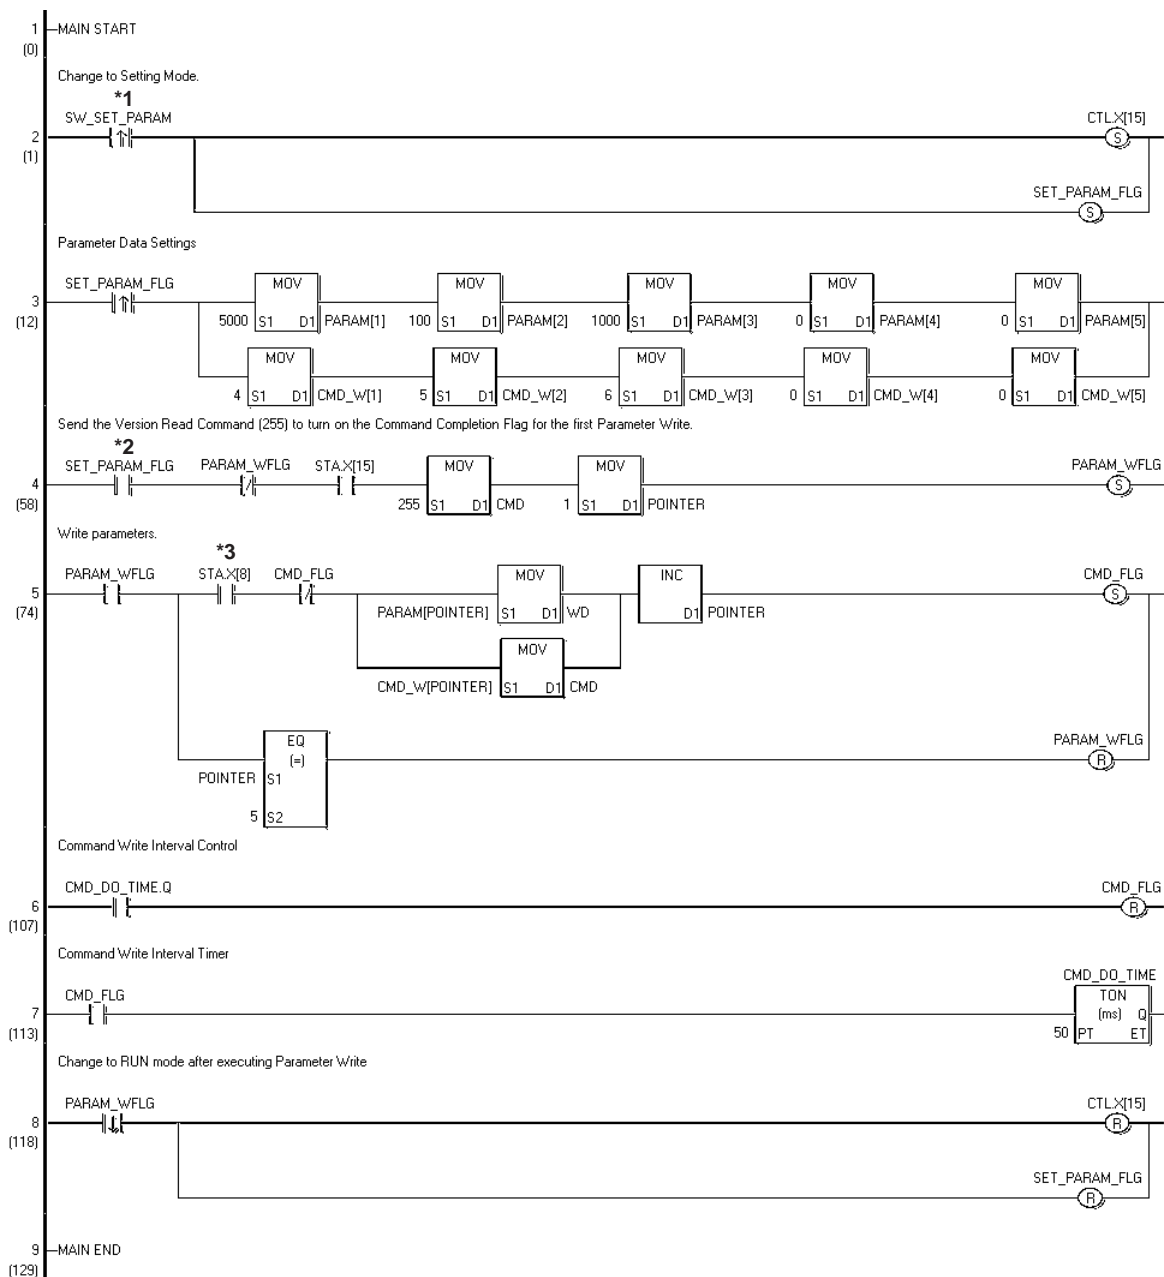 1 MAIN START
(0)
Change to Setting Mode.
*1
SW_SET_PARAM CTL.X[15]
2 S
(1)
SET_PARAM_FLG
S
Parameter Data Settings
SET_PARAM_FLG MOV MOV MOV MOV MOV
3
(12) 5000 S1 D1 PARAM[1] 100 S1 D1 PARAM[2] 1000 S1 D1 PARAM[3] 0 S1 D1 PARAM[4] 0 S1 D1 PARAM[5]
MOV MOV MOV MOV MOV
4 S1 D1 CMD_W[1] 5 S1 D1 CMD_W[2] 6 S1 D1 CMD_W[3] 0 S1 D1 CMD_W[4] 0 S1 D1 CMD_W[5]
Send the Version Read Command (255) to turn on the Command Completion Flag for the first Parameter Write.
*2
SET_PARAM_FLG PARAM_WFLG STA.X[15] MOV MOV PARAM_WFLG
4 S
(58) 255 S1 D1 CMD 1 S1 D1 POINTER
Write parameters.
*3
PARAM_WFLG STA.X[8] CMD_FLG MOV INC CMD_FLG
5 S
(74) PARAM[POINTER] S1 D1 WD D1 POINTER
MOV
CMD_W[POINTER] S1 D1 CMD
EQ PARAM_WFLG
(=) R
POINTER S1
5 S2
Command Write Interval Control
CMD_DO_TIME.Q CMD_FLG
6 R
(107)
Command Write Interval Timer
CMD_DO_TIME
CMD_FLG TON
7 (ms) Q
(113) 50 PT ET
Change to RUN mode after executing Parameter Write
PARAM_WFLG CTL.X[15]
8 R
(118)
SET_PARAM_FLG
R
9 MAIN END
(129)